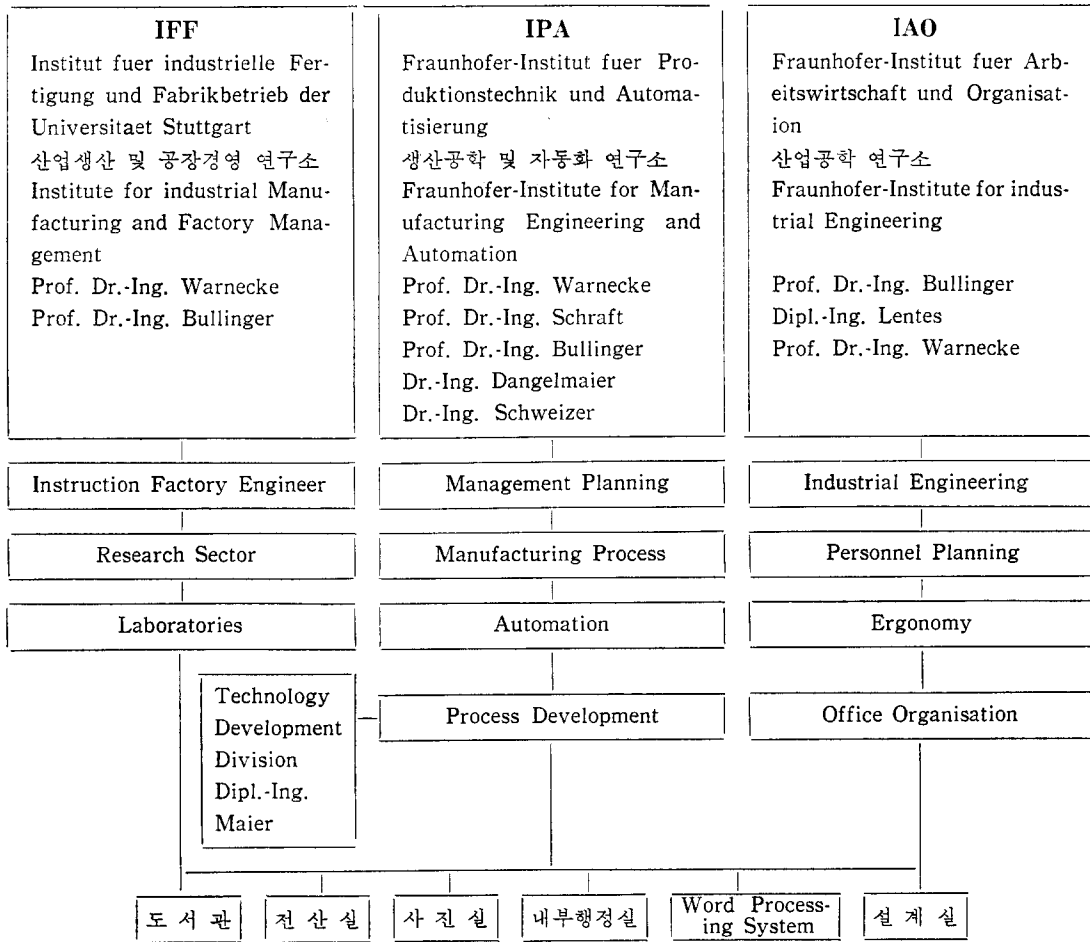 IFF
Institut fuer industrielle Fer-
tigung und Fabrikbetrieb der
Universitaet Stuttgart
산업생산 및 공장경영 연구소
Institute for industrial Manu-
facturing and Factory Mana-
gement
Prof. Dr.-Ing. Warnecke
Prof. Dr.-Ing. Bullinger
IPA
Fraunhofer-Institut fuer Pro-
duktionstechnik und Automa-
tisierung
생산공학 및 자동화 연구소
Fraunhofer-Institute for Man-
ufacturing Engineering and
Automation
Prof. Dr.-Ing. Warnecke
Prof. Dr.-Ing. Schraft
Prof. Dr.-Ing. Bullinger
Dr.-Ing. Dangelmaier
Dr.-Ing. Schweizer
IAO
Fraunhofer-Institut fuer Arb-
eitswirtschaft und Organisat-
ion
산업공학 연구소
Fraunhofer-Institute for indus-
trial Engineering
Prof. Dr.-Ing. Bullinger
Dipl.-Ing. Lentes
Prof. Dr.-Ing. Warnecke
Instruction Factory Engineer
Management Planning
Industrial Engineering
Research Sector
Manufacturing Process
Personnel Planning
Laboratories
Automation
Ergonomy
Technology
Development
Division
Dipl.-Ing.
Maier
Process Development
Office Organisation
도서관
전산실
사진실
내부행정실
Word Process-
ing System
설계실